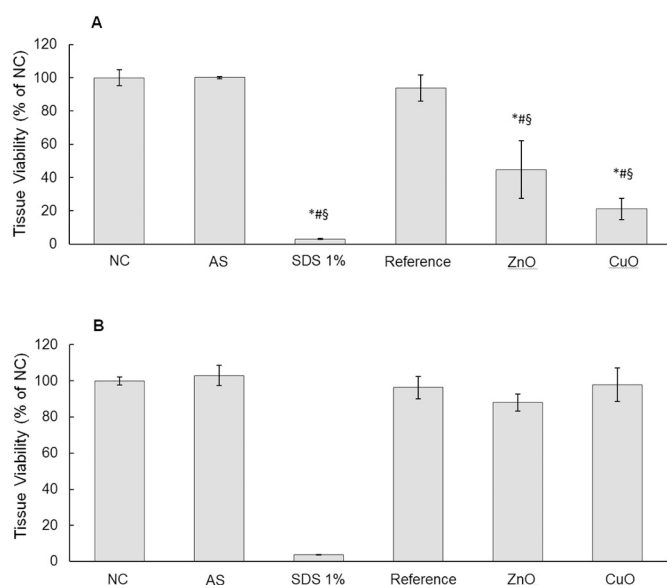 A
Tissue Viability (% of NC)
120
100
80
60
40
20
0
*#§
*#§
*#§
NC AS SDS 1% Reference ZnO CuO
B
Tissue Viability (% of NC)
120
100
80
60
40
20
0
NC AS SDS 1% Reference ZnO CuO